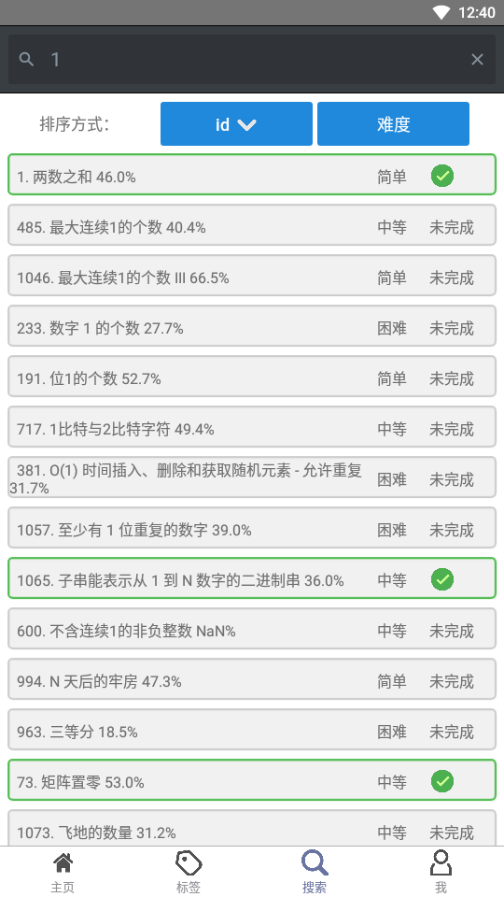 12:40
1
排序方式：
id
难度
1. 两数之和 46.0% 简单
485. 最大连续1的个数 40.4% 中等 未完成
1046. 最大连续1的个数 III 66.5% 简单 未完成
233. 数字 1 的个数 27.7% 困难 未完成
191. 位1的个数 52.7% 简单 未完成
717. 1比特与2比特字符 49.4% 中等 未完成
381. O(1) 时间插入、删除和获取随机元素 - 允许重复
31.7% 困难 未完成
1057. 至少有 1 位重复的数字 39.0% 困难 未完成
1065. 子串能表示从 1 到 N 数字的二进制串 36.0% 中等
600. 不含连续1的非负整数 NaN% 中等 未完成
994. N 天后的牢房 47.3% 简单 未完成
963. 三等分 18.5% 困难 未完成
73. 矩阵置零 53.0% 中等
1073. 飞地的数量 31.2% 中等 未完成
主页
标签
搜索
我